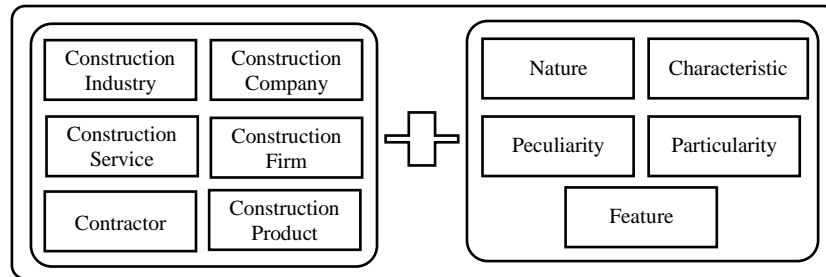 Construction
Industry
Construction
Company
Construction
Service
Construction
Firm
Contractor
Construction
Product
Nature
Characteristic
Peculiarity
Particularity
Feature